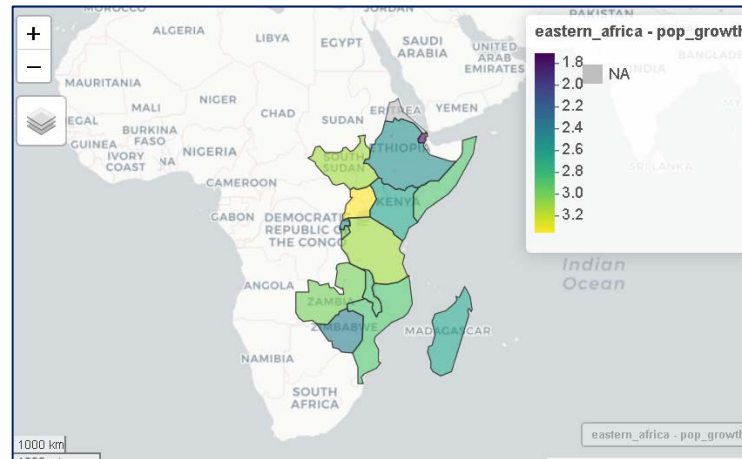 MOROCCO
ALGERIA
LIBYA
EGYPT
JORDAN
SAUDI
ARABIA
UNITED
ARAB
EMIRATES
PAKISTAN
INDIA
BANGLADESH
SRI LANKA
MAURITANIA
MALI
NIGER
CHAD
SUDAN
ERITREA
YEMEN
BURKINA
FASO
GUINEA
IVORY
COAST
NIGERIA
CAMEROON
SOUTH
SUDAN
ETHIOPIA
GABON
DEMOCRATIC
REPUBLIC OF
THE CONGO
KENYA
ANGOLA
ZAMBIA
ZIMBABWE
MADAGASCAR
NAMIBIA
SOUTH
AFRICA
Indian
Ocean
+
−
eastern_africa - pop_growth
1.8
2.0
2.2
2.4
2.6
2.8
3.0
3.2
NA
1000 km
eastern_africa - pop_growth